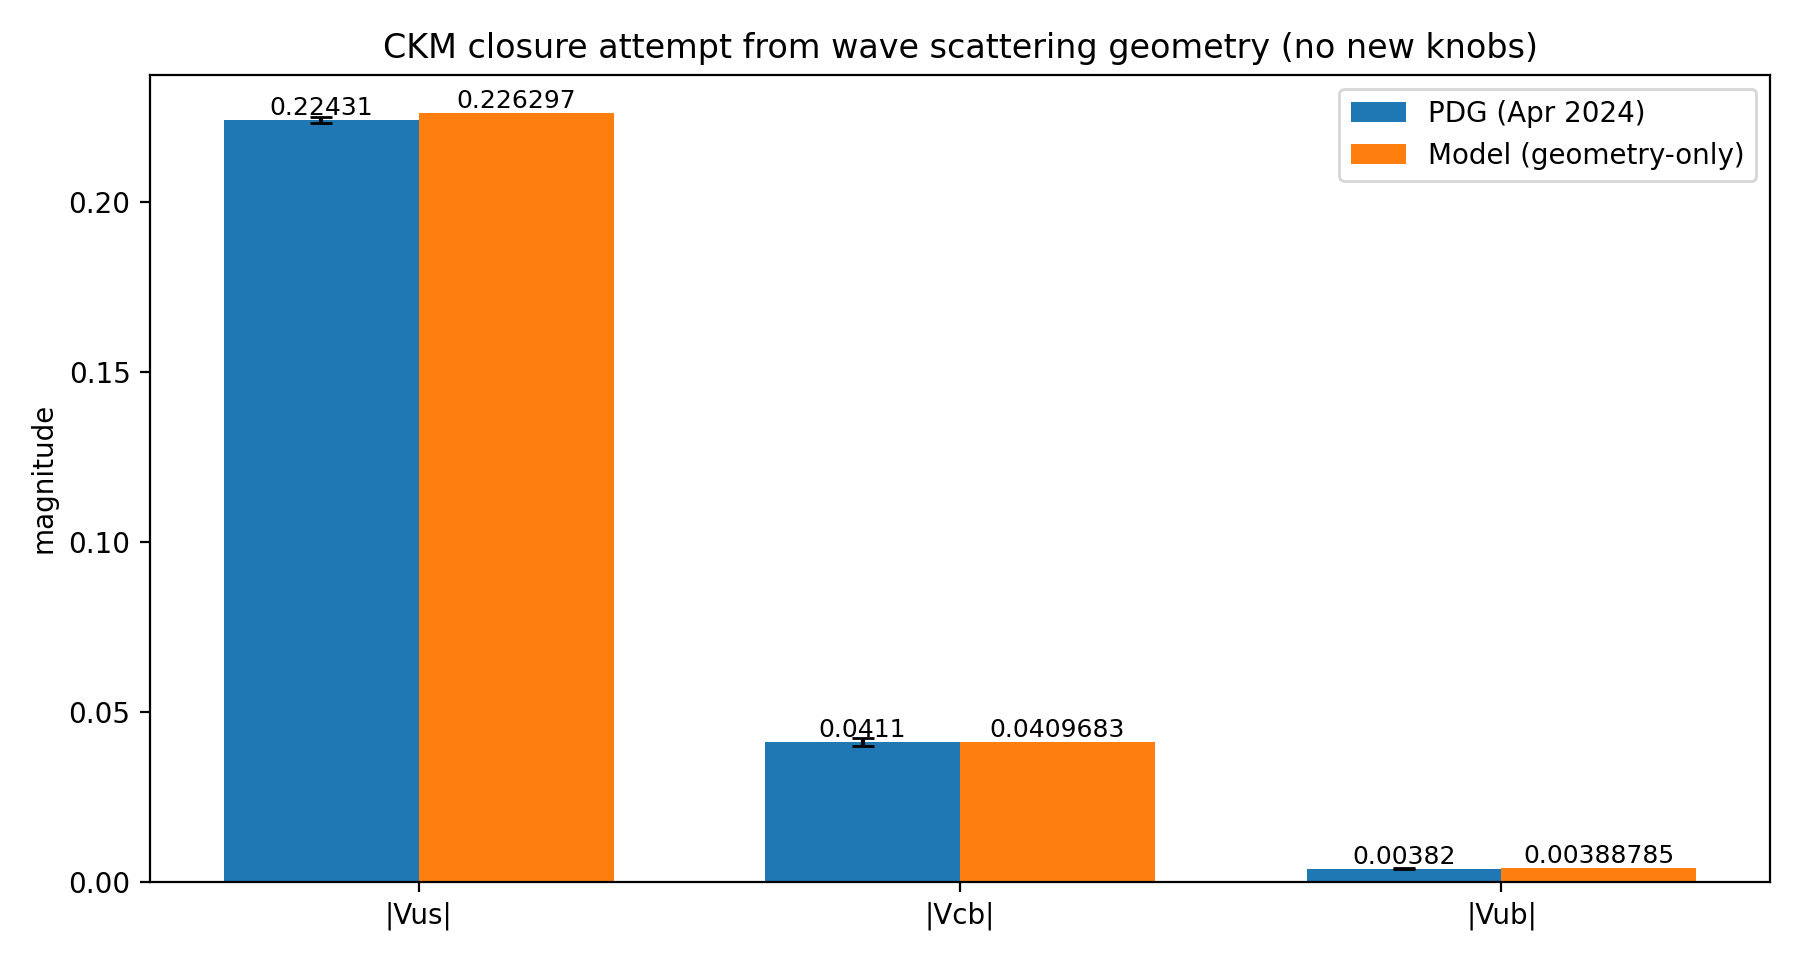 CKM closure attempt from wave scattering geometry (no new knobs)
PDG (Apr 2024)
Model (geometry-only)
0.22431
0.226297
0.0411
0.0409683
0.00382
0.00388785
magnitude
0.20
0.15
0.10
0.05
0.00
|Vus|
|Vcb|
|Vub|